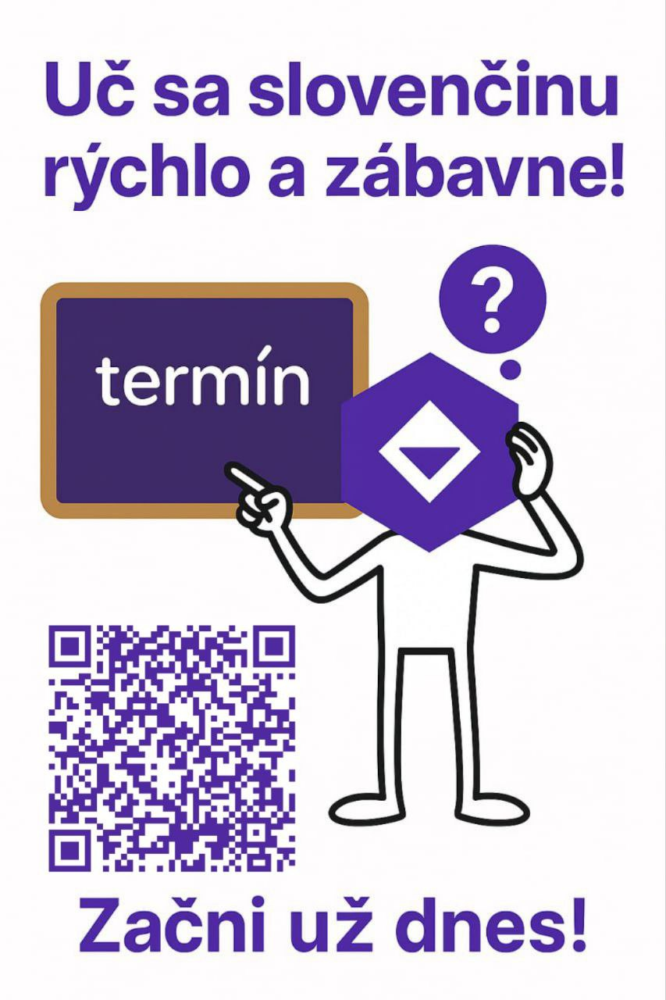 Uč sa slovenčinu
rýchlo a zábavne!
?
termín
Začni už dnes!